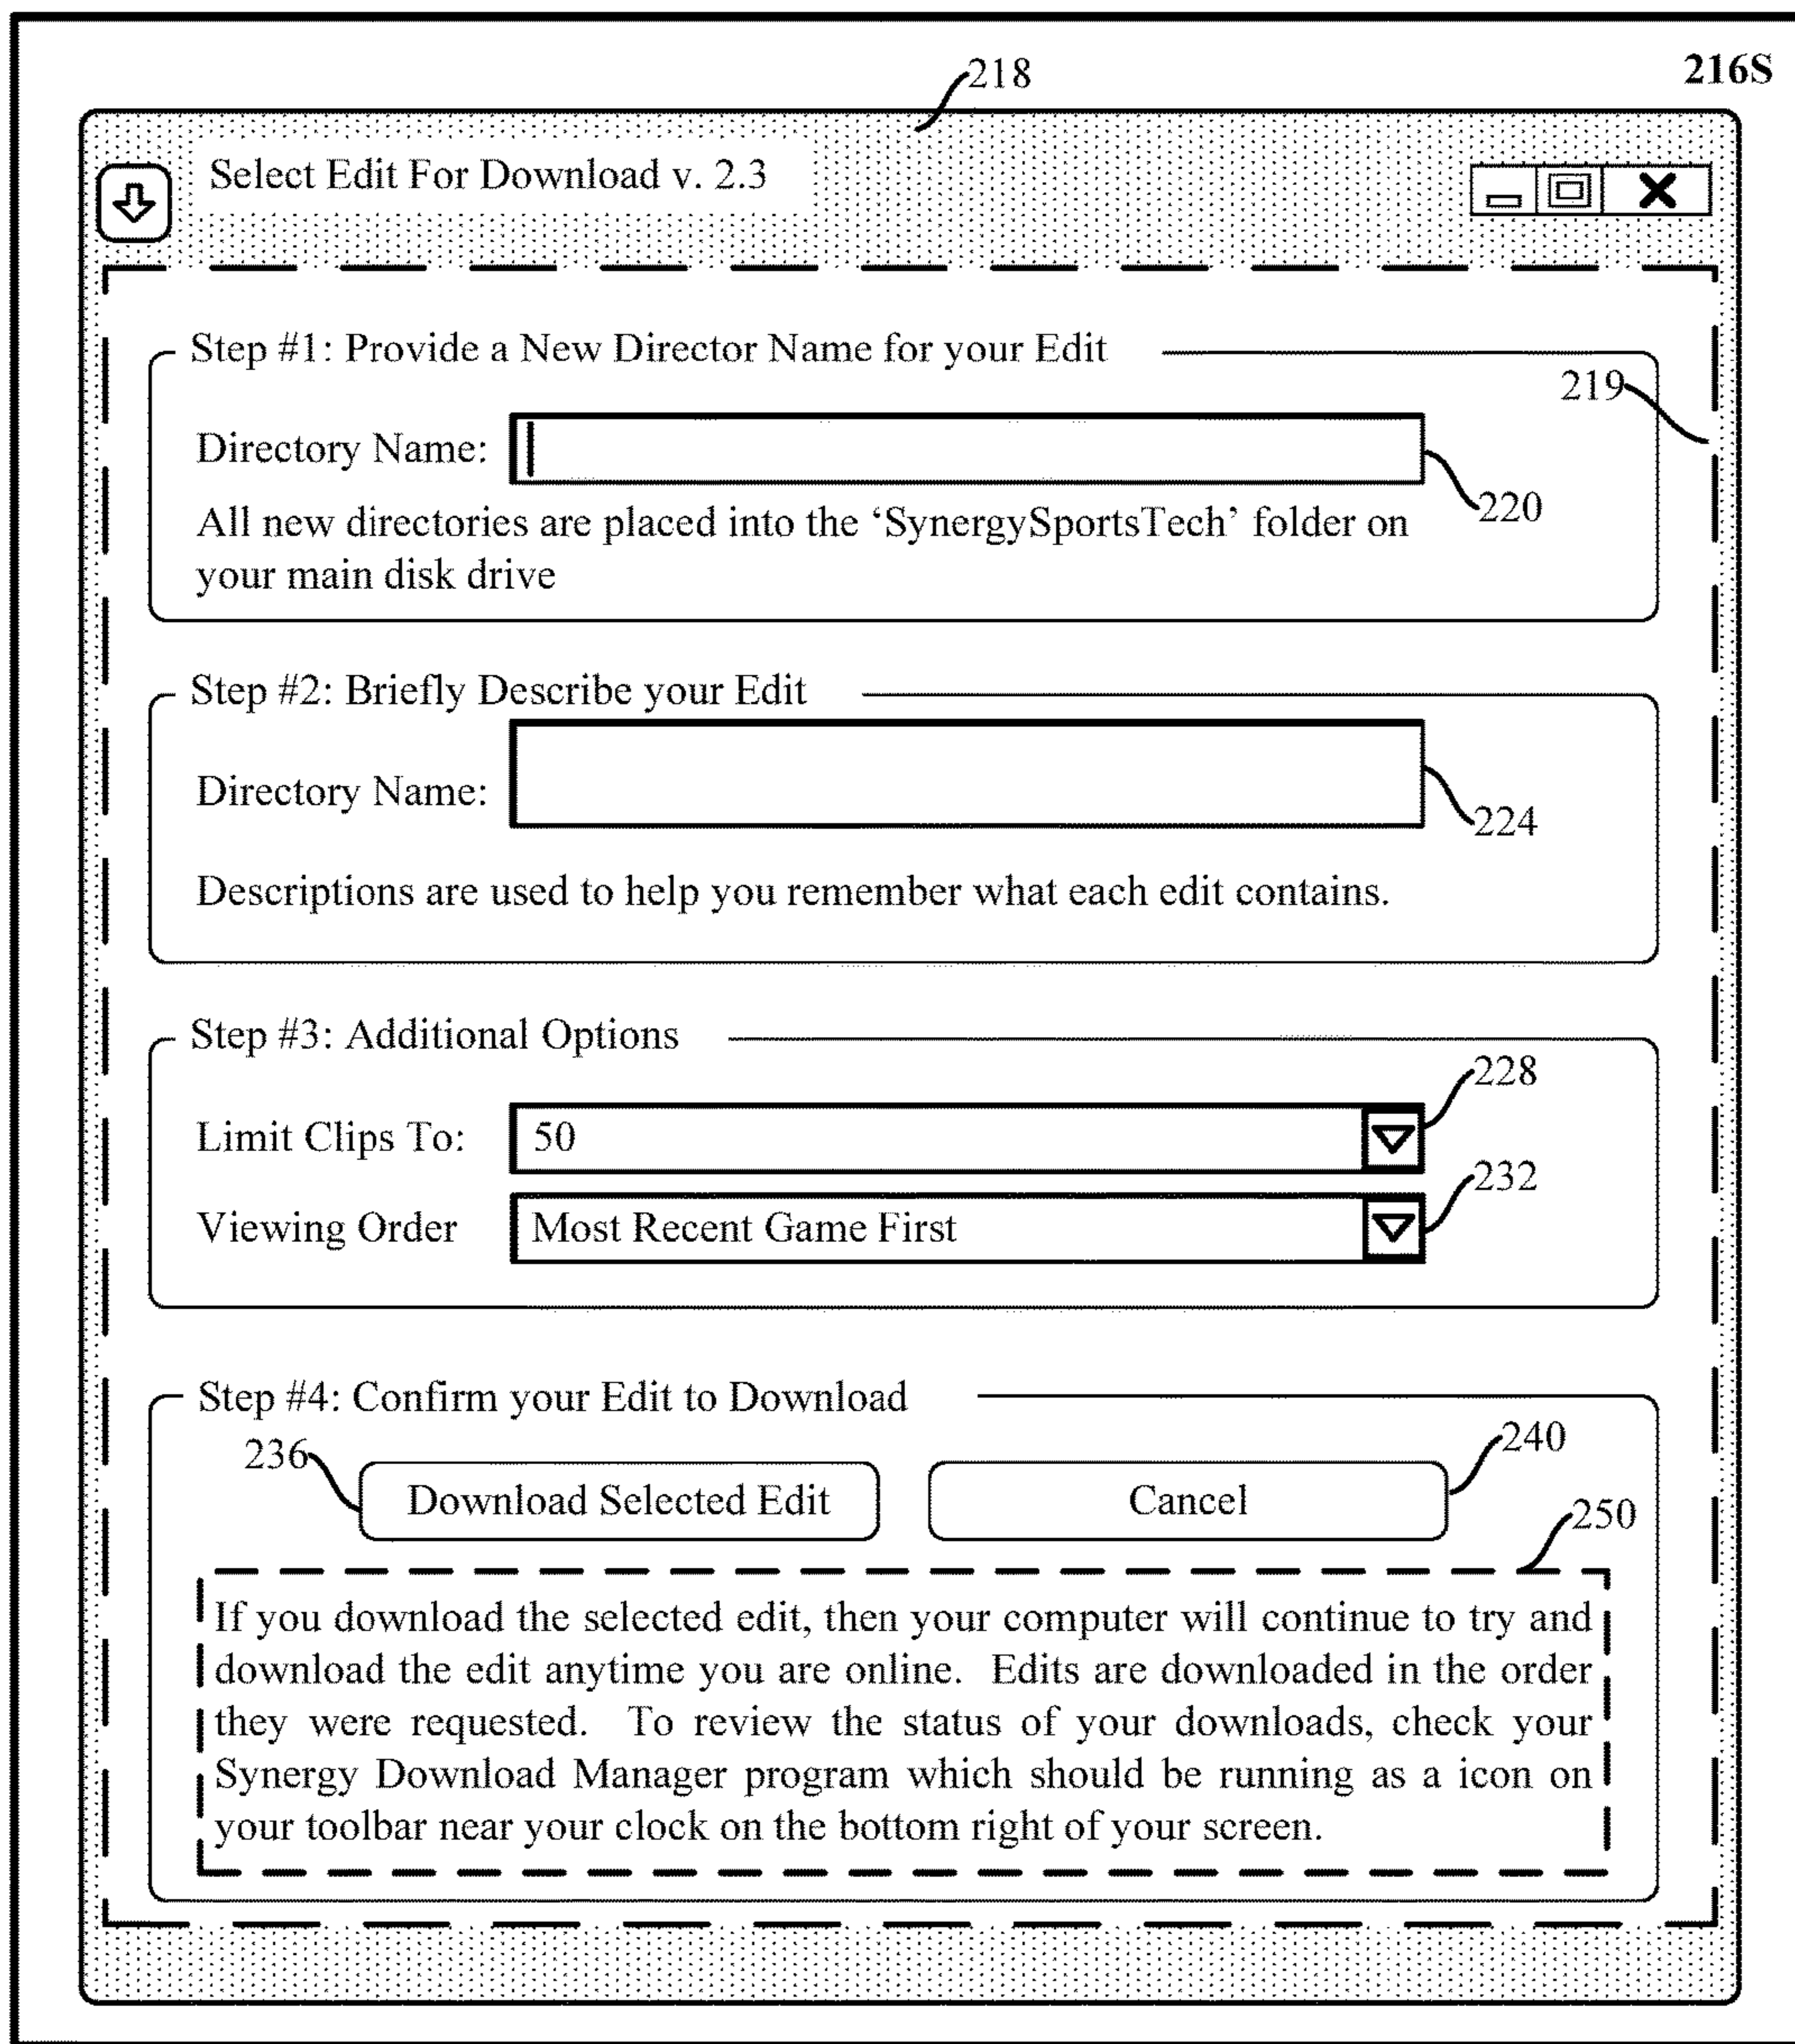 216S
218
Select Edit For Download v. 2.3
Step #1: Provide a New Director Name for your Edit
219
Directory Name:
220
All new directories are placed into the ‘SynergySportsTech’ folder on
your main disk drive
Step #2: Briefly Describe your Edit
Directory Name:
224
Descriptions are used to help you remember what each edit contains.
Step #3: Additional Options
228
Limit Clips To: 50
232
Viewing Order Most Recent Game First
Step #4: Confirm your Edit to Download
236
240
Download Selected Edit Cancel
250
If you download the selected edit, then your computer will continue to try and
download the edit anytime you are online. Edits are downloaded in the order
they were requested. To review the status of your downloads, check your
Synergy Download Manager program which should be running as a icon on
your toolbar near your clock on the bottom right of your screen.